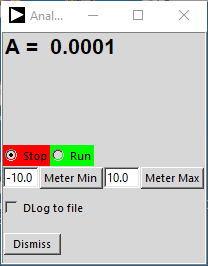 Anal...
A = 0.0001
Stop Run
-10.0 Meter Min 10.0 Meter Max
DLog to file
Dismiss